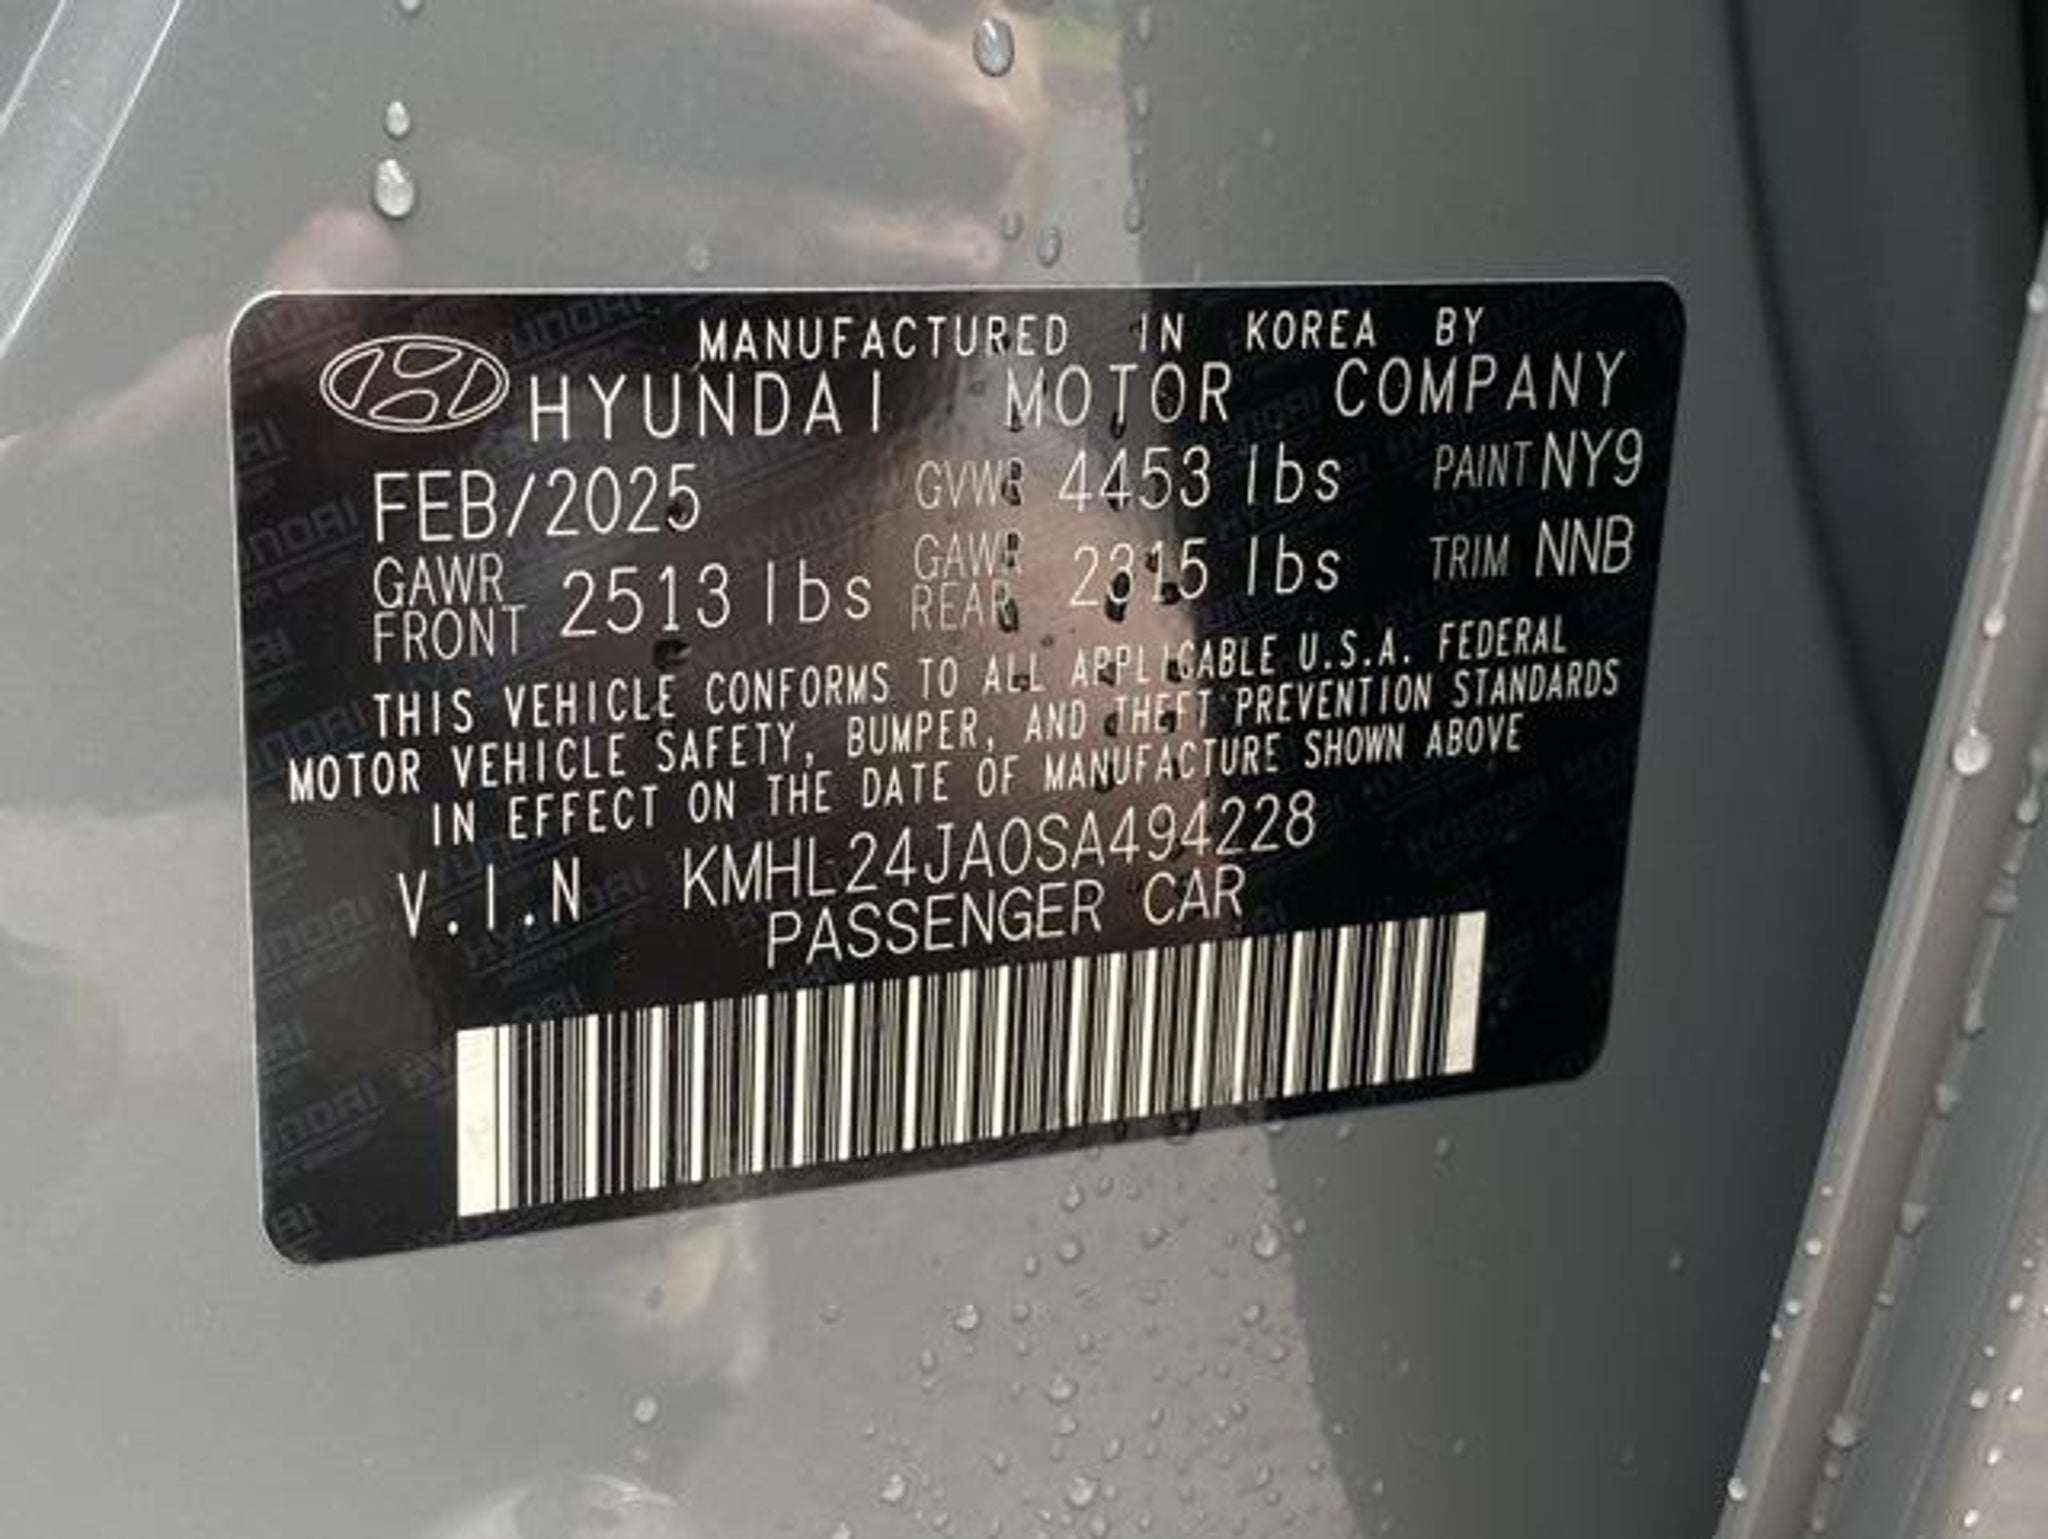 MANUFACTURED IN KOREA BY
HYUNDAI MOTOR COMPANY
FEB/2025 GVWR 4453 lbs PAINT NY9
GAWR FRONT 2513 lbs GAWR REAR 2315 lbs TRIM NNB
THIS VEHICLE CONFORMS TO ALL APPLICABLE U.S.A. FEDERAL
MOTOR VEHICLE SAFETY, BUMPER, AND THEFT PREVENTION STANDARDS
IN EFFECT ON THE DATE OF MANUFACTURE SHOWN ABOVE
V.I.N KMHL24JA0SA494228
PASSENGER CAR